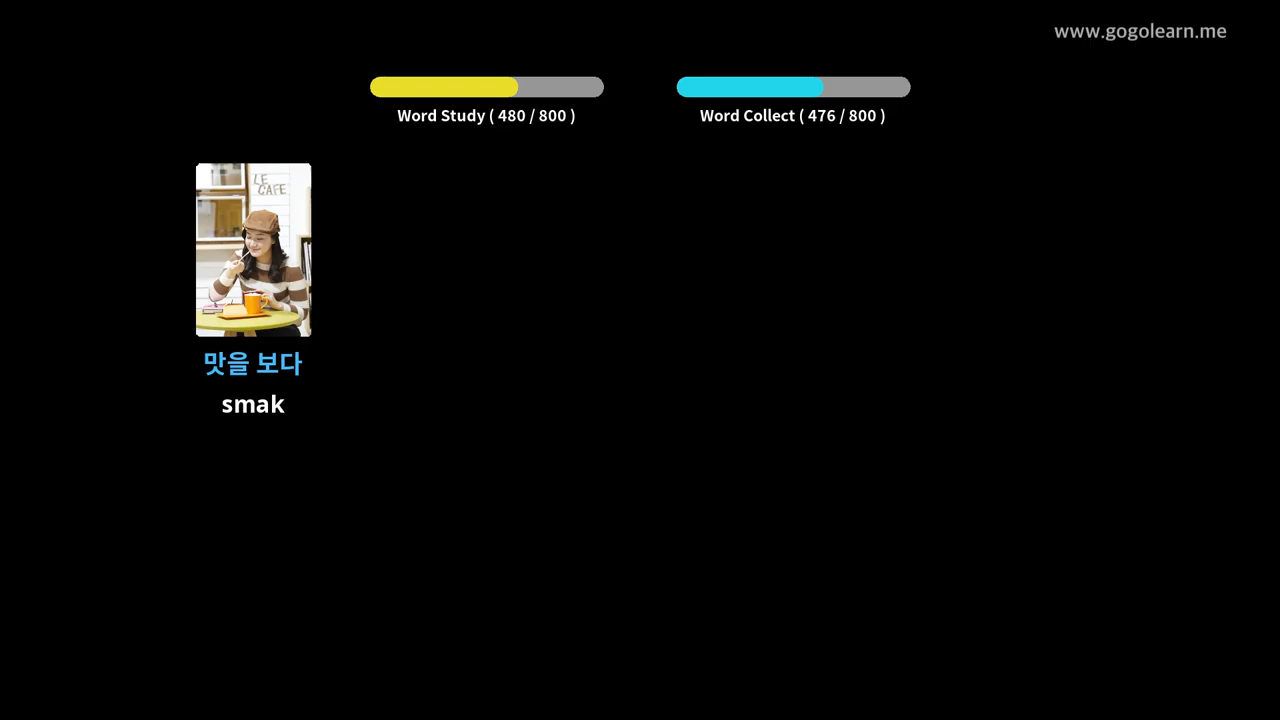 www.gogolearn.me
Word Study ( 480 / 800 )
Word Collect ( 476 / 800 )
LE
CAFE
맛을 보다
smak